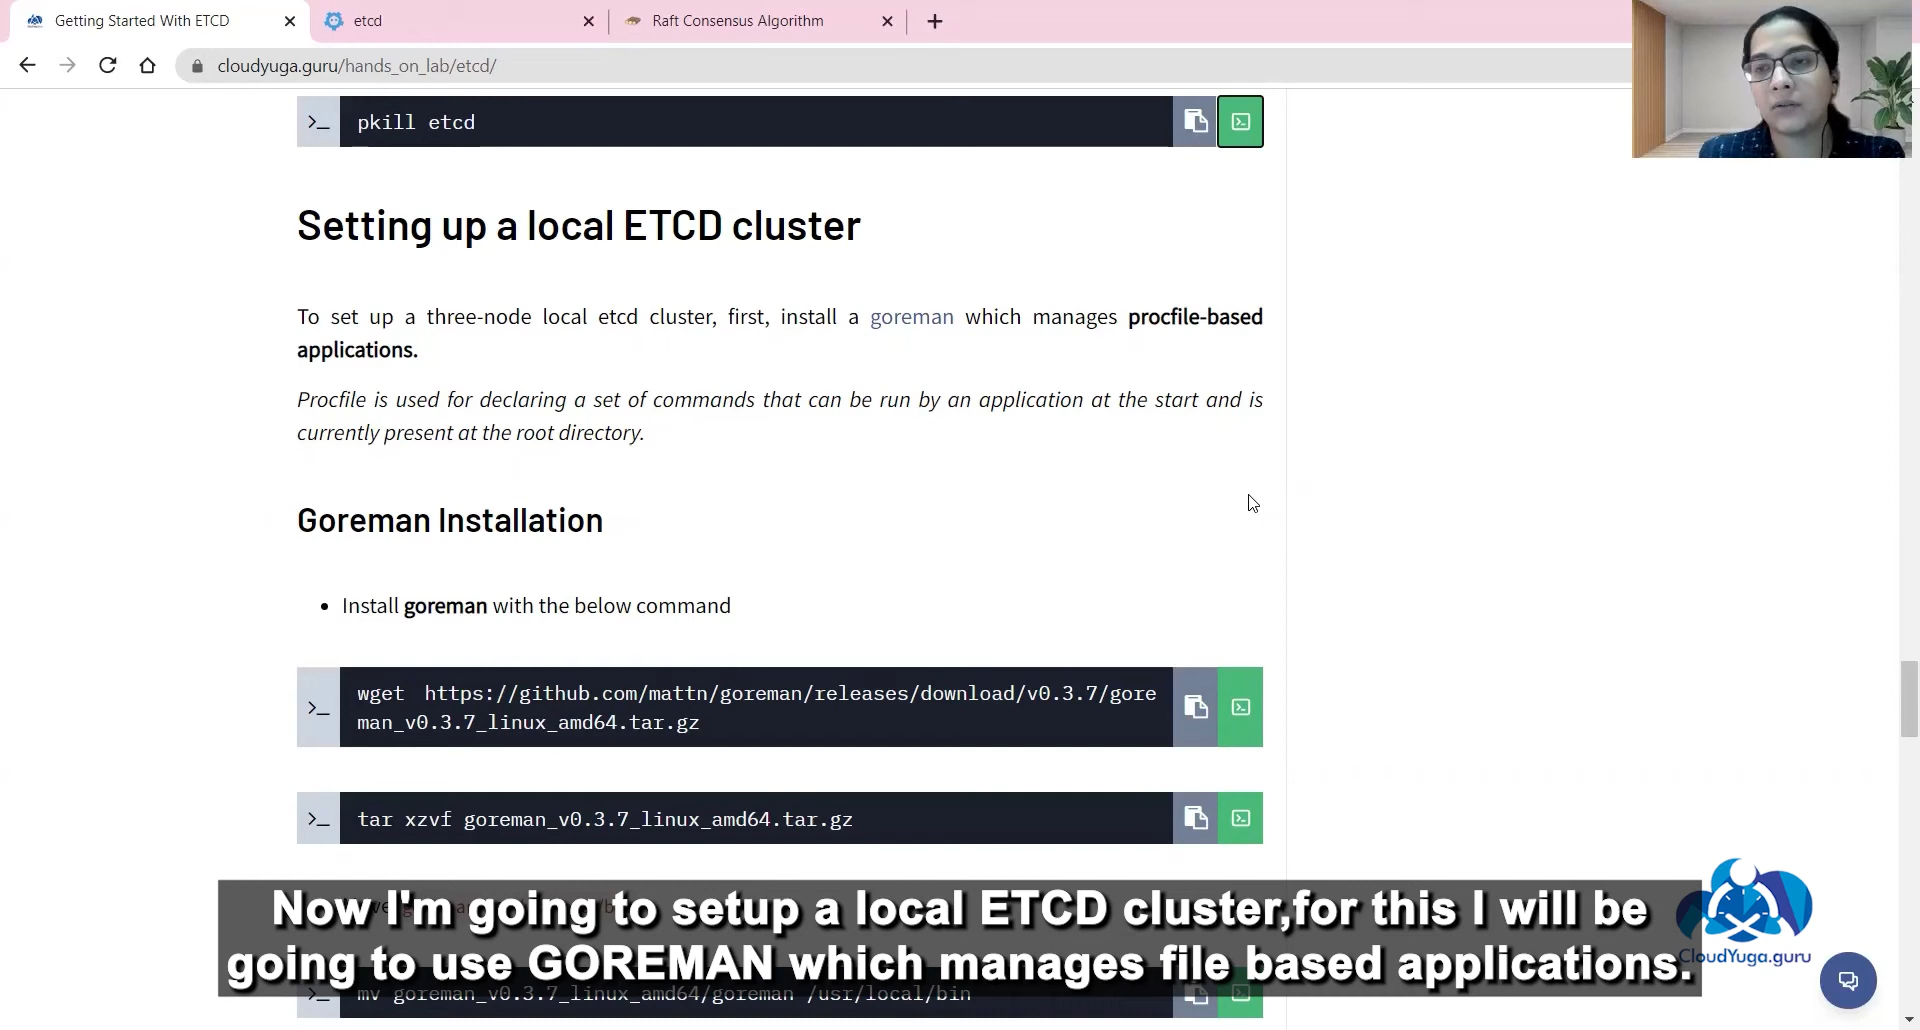 Getting Started With ETCD
etcd
Raft Consensus Algorithm
cloudyuga.guru/hands_on_lab/etcd/
pkill etcd
Setting up a local ETCD cluster
To set up a three-node local etcd cluster, first, install a goreman which manages procfile-based
applications.
Procfile is used for declaring a set of commands that can be run by an application at the start and is
currently present at the root directory.
Goreman Installation
• Install goreman with the below command
wget https://github.com/mattn/goreman/releases/download/v0.3.7/gore
man_v0.3.7_linux_amd64.tar.gz
tar xzvf goreman_v0.3.7_linux_amd64.tar.gz
Now I'm going to setup a local ETCD cluster,for this I will be
going to use GOREMAN which manages file based applications.
mv goreman_v0.3.7_linux_amd64/goreman /usr/local/bin
CloudYuga.guru